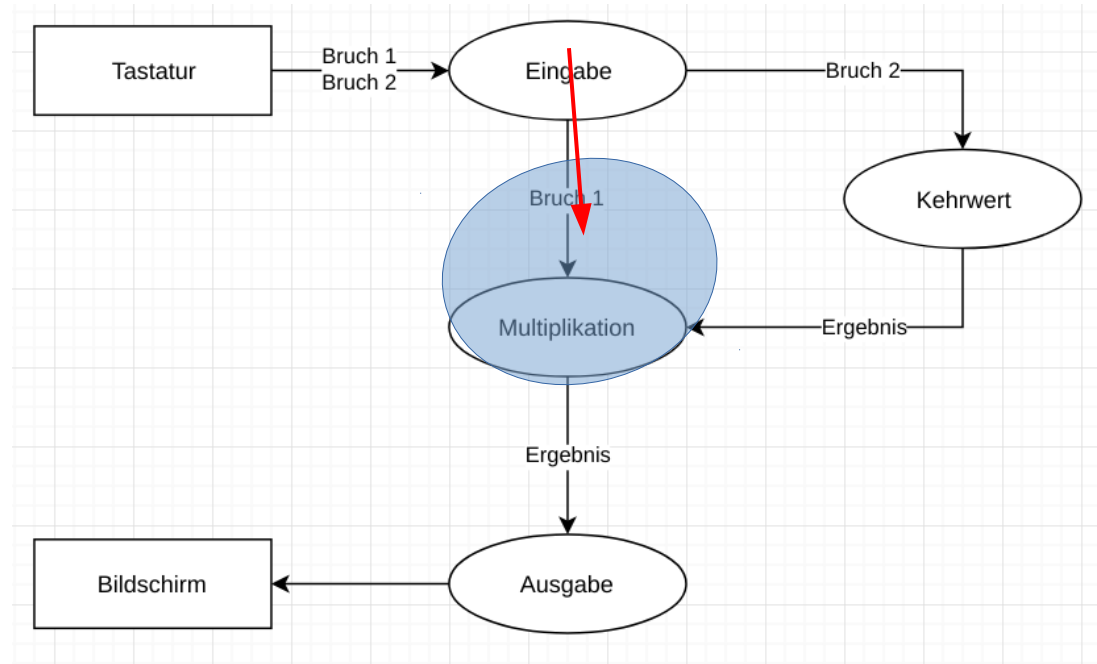 Tastatur
Bruch 1
Bruch 2
Eingabe
Bruch 2
Bruch 1
Kehrwert
Multiplikation
Ergebnis
Ergebnis
Bildschirm
Ausgabe